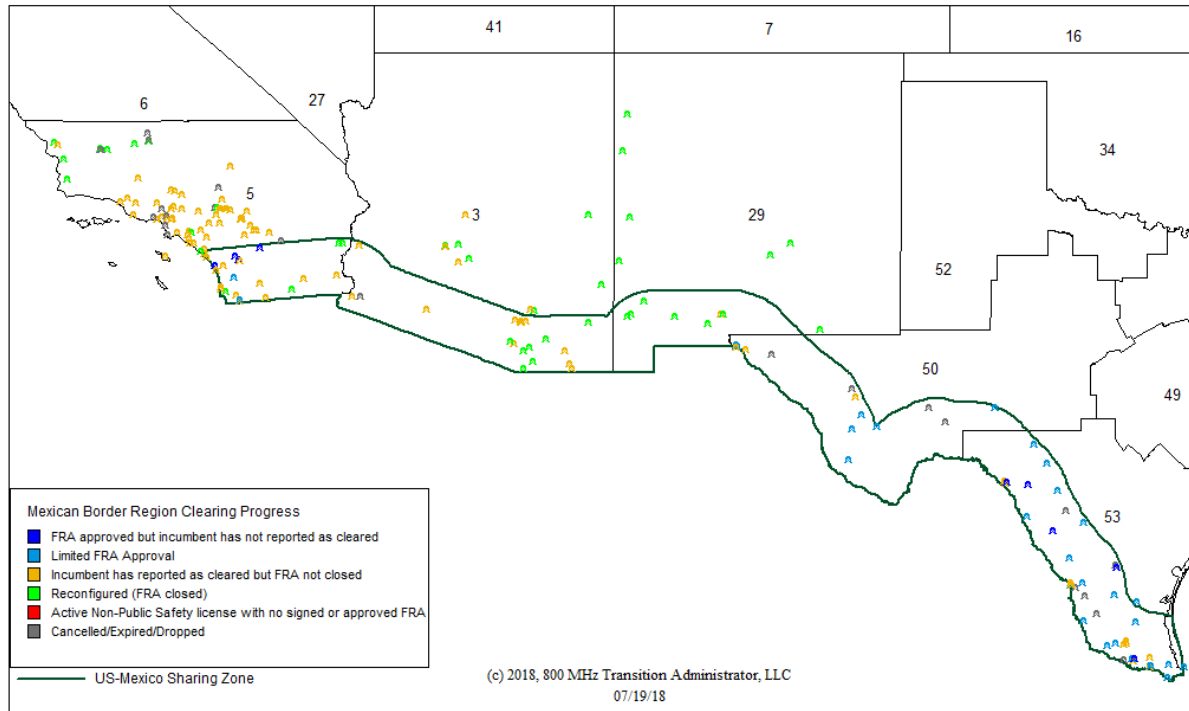 41
7
16
6
27
34
5
3
29
52
50
49
53
Mexican Border Region Clearing Progress
FRA approved but incumbent has not reported as cleared
Limited FRA Approval
Incumbent has reported as cleared but FRA not closed
Reconfigured (FRA closed)
Active Non-Public Safety license with no signed or approved FRA
Cancelled/Expired/Dropped
US-Mexico Sharing Zone
(c) 2018, 800 MHz Transition Administrator, LLC
07/19/18